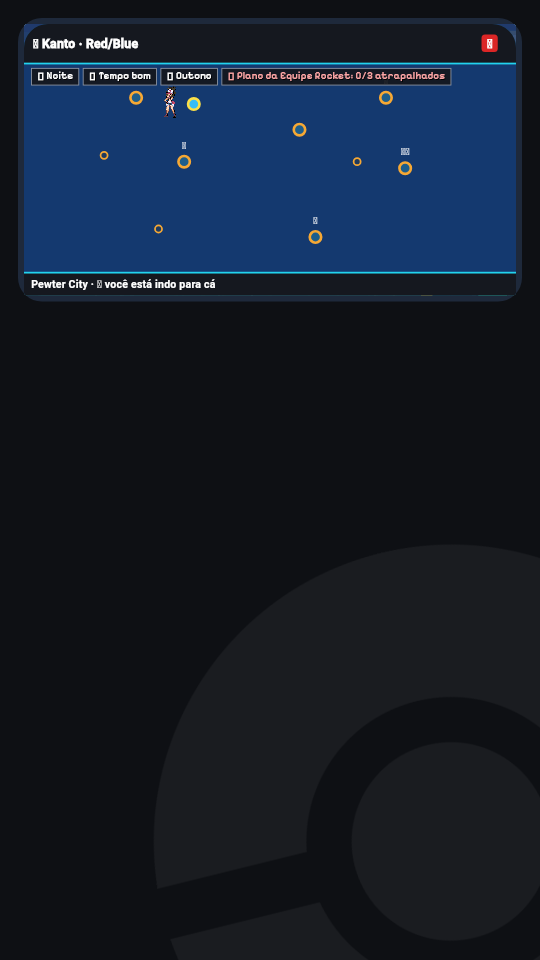 Kanto · Red/Blue
Noite Tempo bom Outono Plano da Equipe Rocket: 0/3 atrapalhados
Pewter City · você está indo para cá